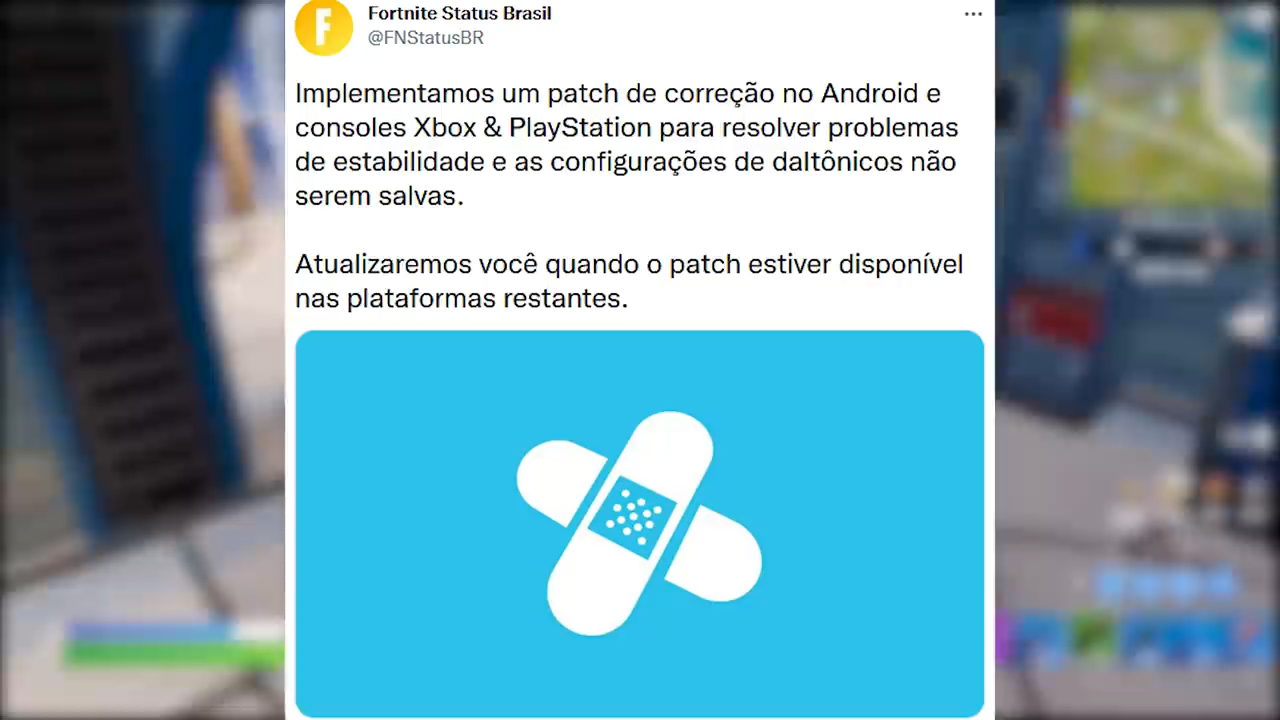 Fortnite Status Brasil
@FNStatusBR
Implementamos um patch de correção no Android e
consoles Xbox & PlayStation para resolver problemas
de estabilidade e as configurações de daltônicos não
serem salvas.
Atualizaremos você quando o patch estiver disponível
nas plataformas restantes.